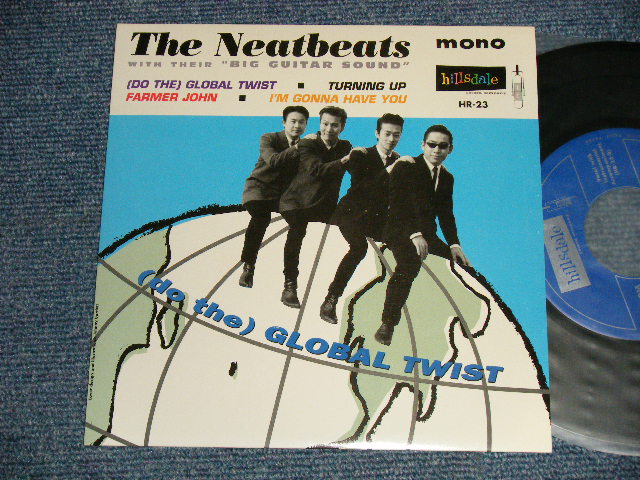 The Neatbeats
mono
WITH THEIR "BIG GUITAR SOUND"
hillsdale
(DO THE) GLOBAL TWIST ■ TURNING UP
FARMER JOHN ■ I'M GONNA HAVE YOU
HR-23
(do the) GLOBAL TWIST
hillsdale